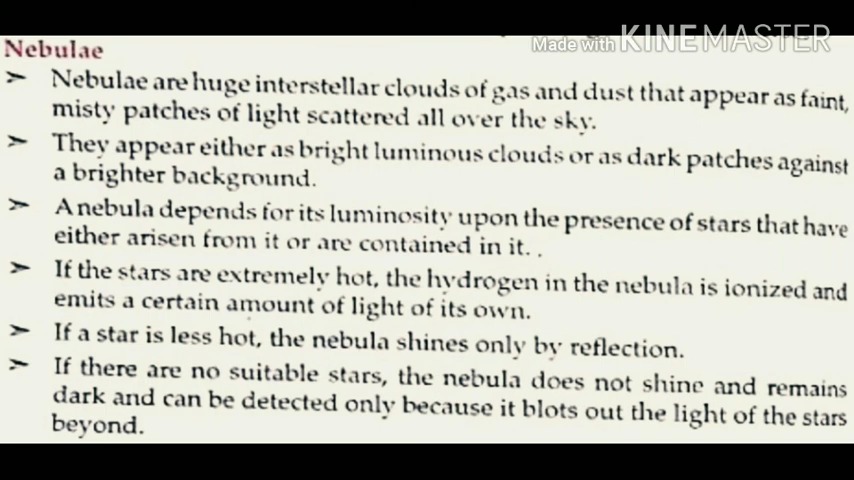 Made with KINEMASTER
Nebulae
➤ Nebulae are huge interstellar clouds of gas and dust that appear as faint,
misty patches of light scattered all over the sky.
➤ They appear either as bright luminous clouds or as dark patches against
a brighter background.
➤ A nebula depends for its luminosity upon the presence of stars that have
either arisen from it or are contained in it. .
➤ If the stars are extremely hot, the hydrogen in the nebula is ionized and
emits a certain amount of light of its own.
➤ If a star is less hot, the nebula shines only by reflection.
➤ If there are no suitable stars, the nebula does not shine and remains
dark and can be detected only because it blots out the light of the stars
beyond.